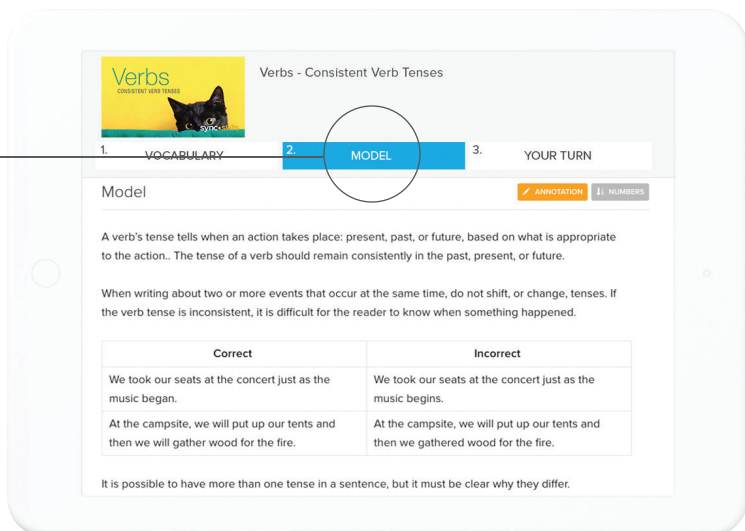 Verbs
CONSISTENT VERB TENSES
syncskills
Verbs - Consistent Verb Tenses
1. VOCABULARY
2. MODEL
3. YOUR TURN
Model
ANNOTATION
NUMBERS
A verb's tense tells when an action takes place: present, past, or future, based on what is appropriate
to the action.. The tense of a verb should remain consistently in the past, present, or future.
When writing about two or more events that occur at the same time, do not shift, or change, tenses. If
the verb tense is inconsistent, it is difficult for the reader to know when something happened.
Correct
Incorrect
We took our seats at the concert just as the
music began.
We took our seats at the concert just as the
music begins.
At the campsite, we will put up our tents and
then we will gather wood for the fire.
At the campsite, we will put up our tents and
then we gathered wood for the fire.
It is possible to have more than one tense in a sentence, but it must be clear why they differ.